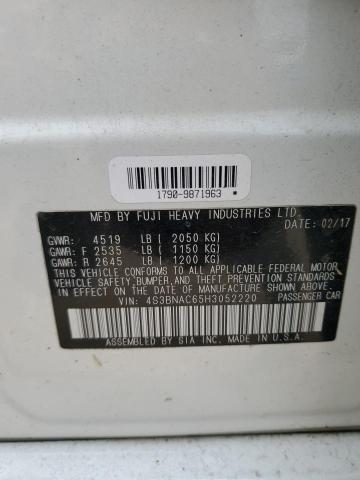 1790-9871963
MFD BY FUJI HEAVY INDUSTRIES LTD.
DATE: 02/17
GVWR: 4519 LB ( 2050 KG)
GAWR: F 2535 LB ( 1150 KG)
GAWR: R 2645 LB ( 1200 KG)
THIS VEHICLE CONFORMS TO ALL APPLICABLE FEDERAL MOTOR
VEHICLE SAFETY, BUMPER, AND THEFT PREVENTION STANDARDS
IN EFFECT ON THE DATE OF MANUFACTURE SHOWN ABOVE.
VIN: 4S3BNAC65H3052220 PASSENGER CAR
ASSEMBLED BY SIA INC. MADE IN U.S.A.